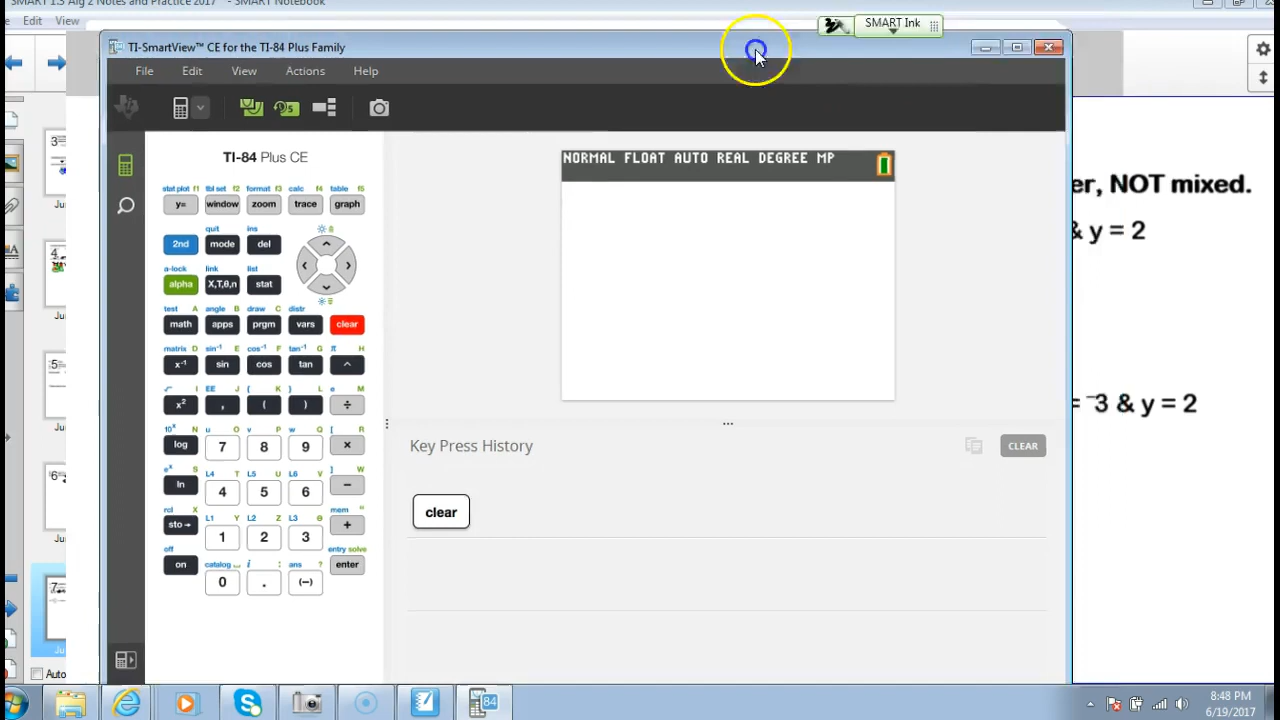 SMART 1.3 Alg 2 Notes and Practice 2017 - SMART Notebook
File Edit View
SMART Ink
TI-SmartView™ CE for the TI-84 Plus Family
File Edit View Actions Help
TI-84 Plus CE
NORMAL FLOAT AUTO REAL DEGREE MP
stat plot f1 tbl set f2 format f3 calc f4 table f5
y= window zoom trace graph
quit ins
2nd mode del
a-lock link list
alpha X,T,θ,n stat
test A angle B draw C distr
math apps prgm vars clear
matrix D sin⁻¹ E cos⁻¹ F tan⁻¹ G π H
x⁻¹ sin cos tan ^
√ I EE J { K } L e M
x² , ( ) ÷
10ˣ N u O v P w Q [ R
log 7 8 9 ×
eˣ S L4 T L5 U L6 V ] W
ln 4 5 6 −
rcl X L1 Y L2 Z L3 θ mem "
sto→ 1 2 3 +
off catalog i : ans ? entry solve
on 0 . (−) enter
Key Press History
CLEAR
clear
er, NOT mixed.
& y = 2
= ⁻3 & y = 2
3
4
5
6
7
Auto
84
8:48 PM
6/19/2017